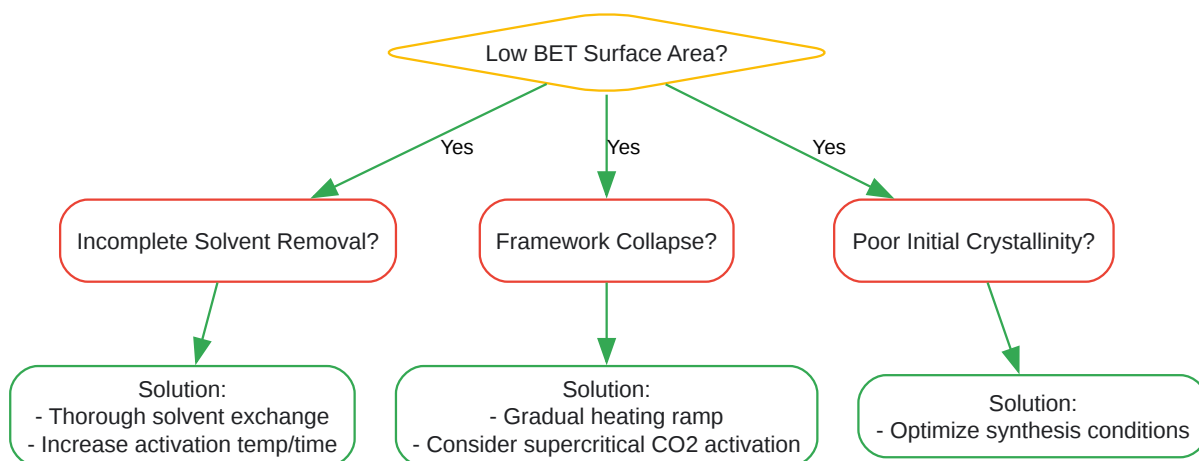 Low BET Surface Area?
Yes
Yes
Yes
Incomplete Solvent Removal?
Framework Collapse?
Poor Initial Crystallinity?
Solution:
- Thorough solvent exchange
- Increase activation temp/time
Solution:
- Gradual heating ramp
- Consider supercritical CO2 activation
Solution:
- Optimize synthesis conditions